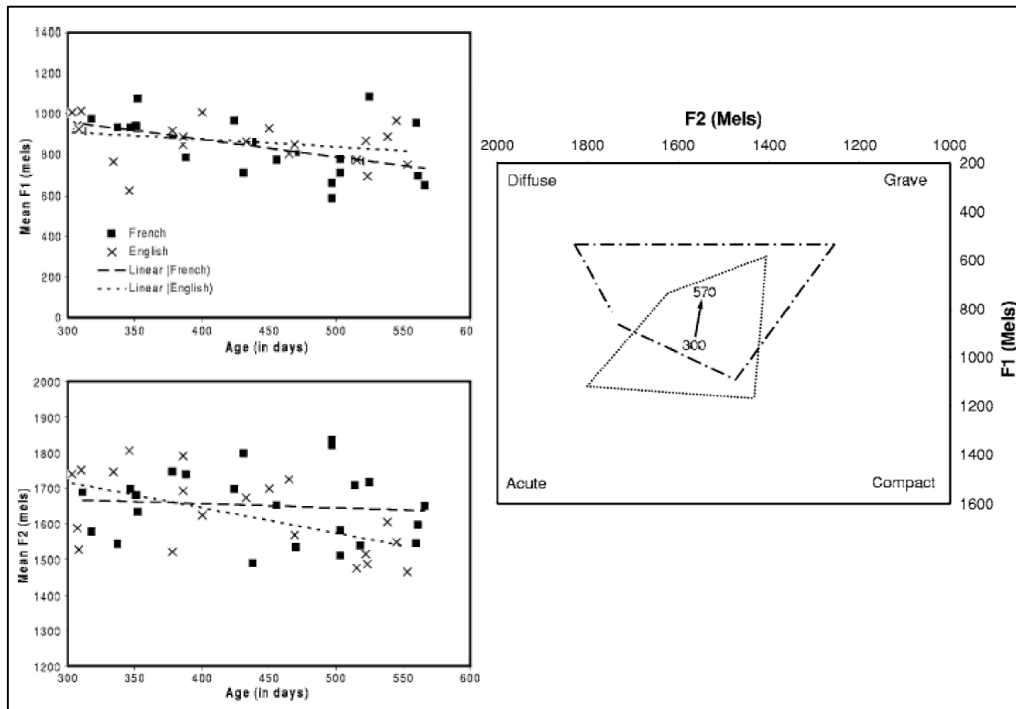 1400
1200
1000
800
600
400
200
0
Mean F1 (mels)
French
English
Linear (French)
Linear (English)
300 350 400 450 500 550 60
Age (in days)
2000
1900
1800
1700
1600
1500
1400
1300
1200
Mean F2 (mels)
300 350 400 450 500 550 600
Age (in days)
F2 (Mels)
2000 1800 1600 1400 1200 1000
Diffuse Grave
570
300
Acute Compact
200
400
600
800
1000
1200
1400
1600
F1 (Mels)